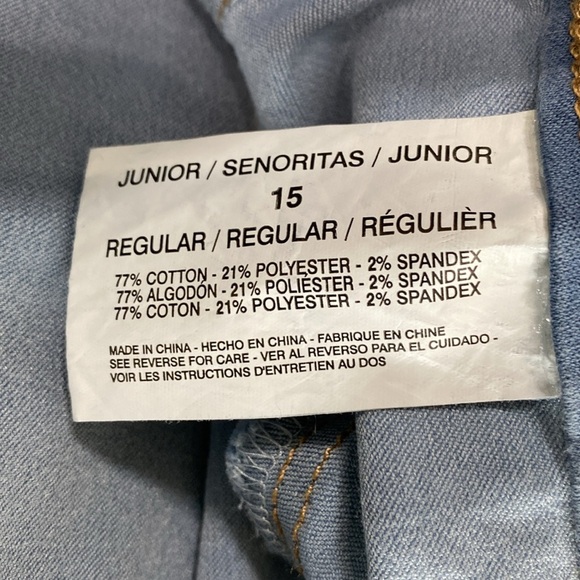 JUNIOR / SENORITAS / JUNIOR
15
REGULAR / REGULAR / RÉGULIÈR
77% COTTON - 21% POLYESTER - 2% SPANDEX
77% ALGODÓN - 21% POLIÉSTER - 2% SPANDEX
77% COTON - 21% POLYESTER - 2% SPANDEX
MADE IN CHINA - HECHO EN CHINA - FABRIQUE EN CHINE
SEE REVERSE FOR CARE - VER AL REVERSO PARA EL CUIDADO -
VOIR LES INSTRUCTIONS D'ENTRETIEN AU DOS